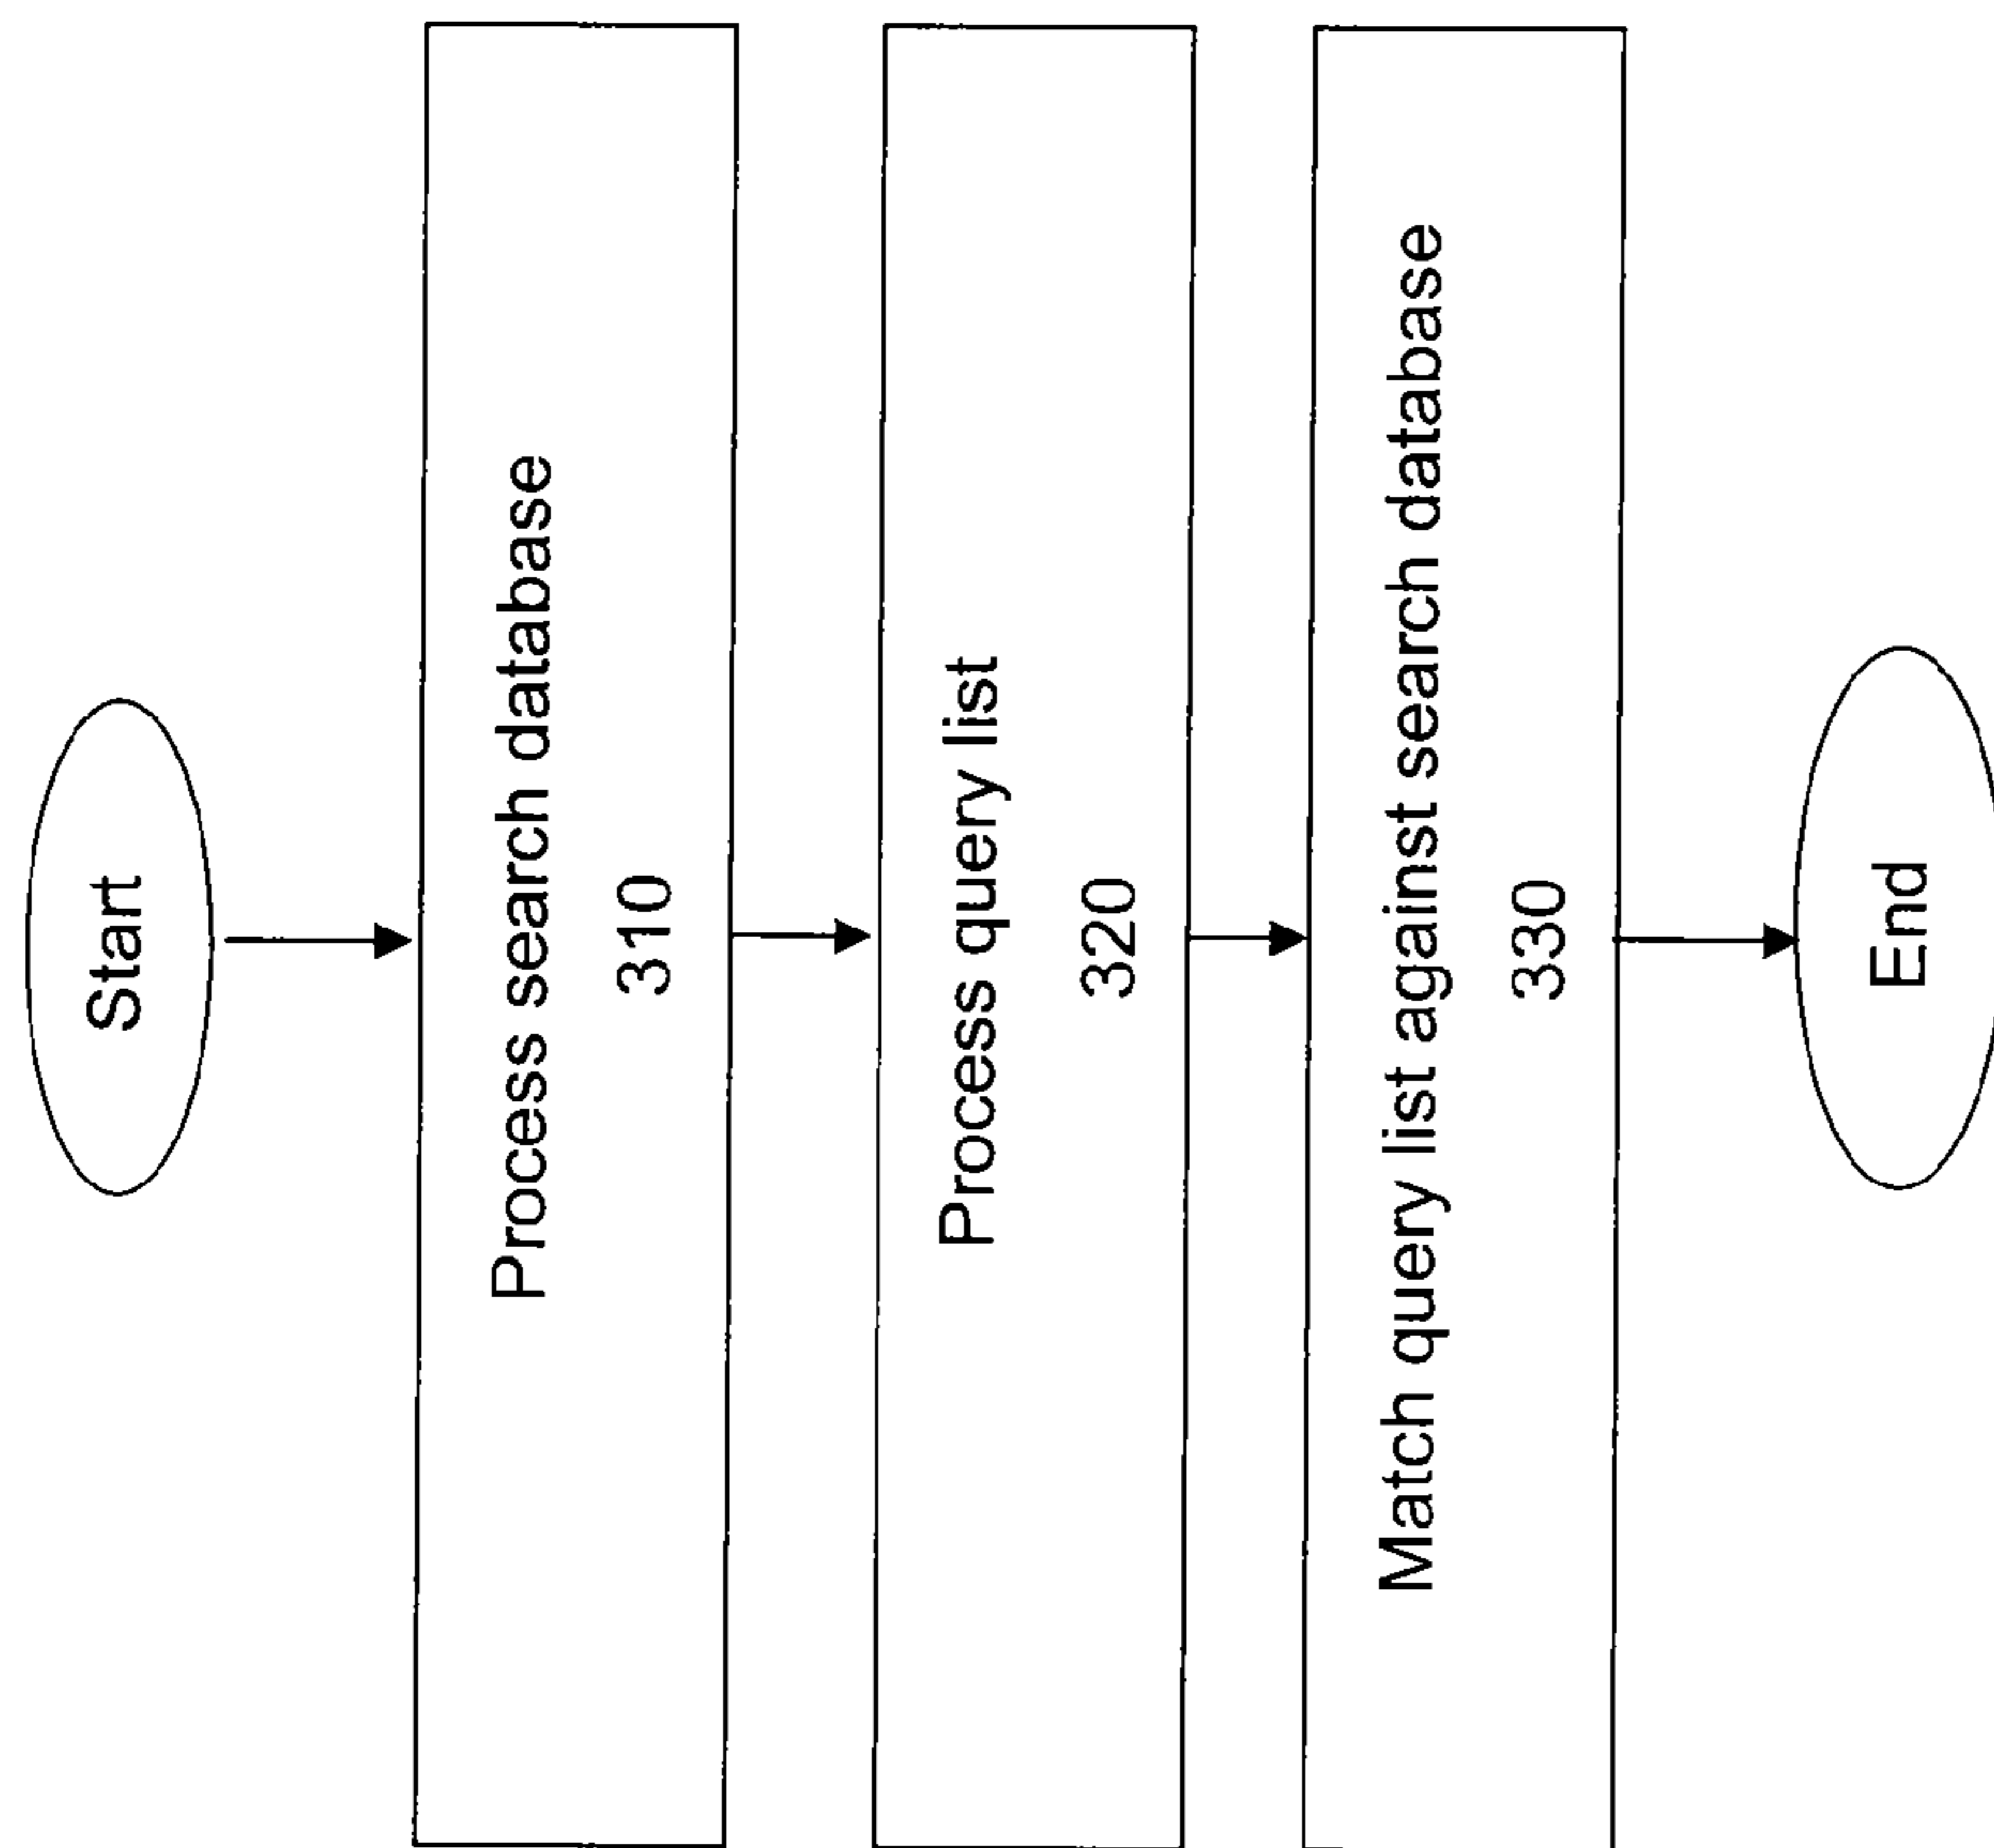 Start
Process search database
310
Process query list
320
Match query list against search database
330
End